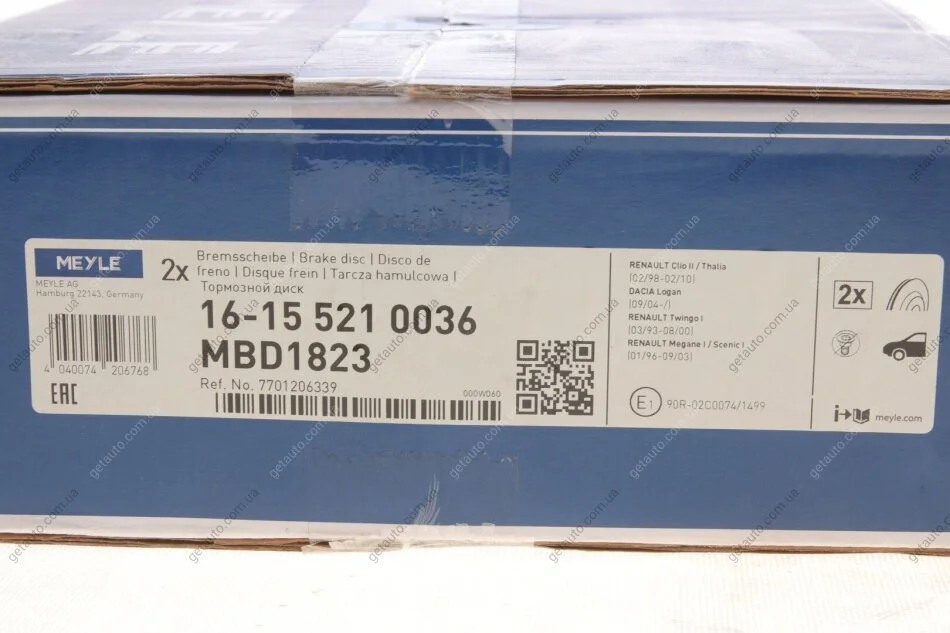 MEYLE
MEYLE AG
Hamburg 22143, Germany
4 040074 206768
EAC
2x
Bremsscheibe | Brake disc | Disco de
freno | Disque frein | Tarcza hamulcowa |
Тормозной диск
16-15 521 0036
MBD1823
Ref. No. 7701206339
000W060
RENAULT Clio II / Thalia
(02/98-02/10)
DACIA Logan
(09/04-/)
RENAULT Twingo I
(03/93-08/00)
RENAULT Megane I / Scenic I
(01/96-09/03)
E1 90R-02C0074/1499
2x
meyle.com
getauto.com.ua